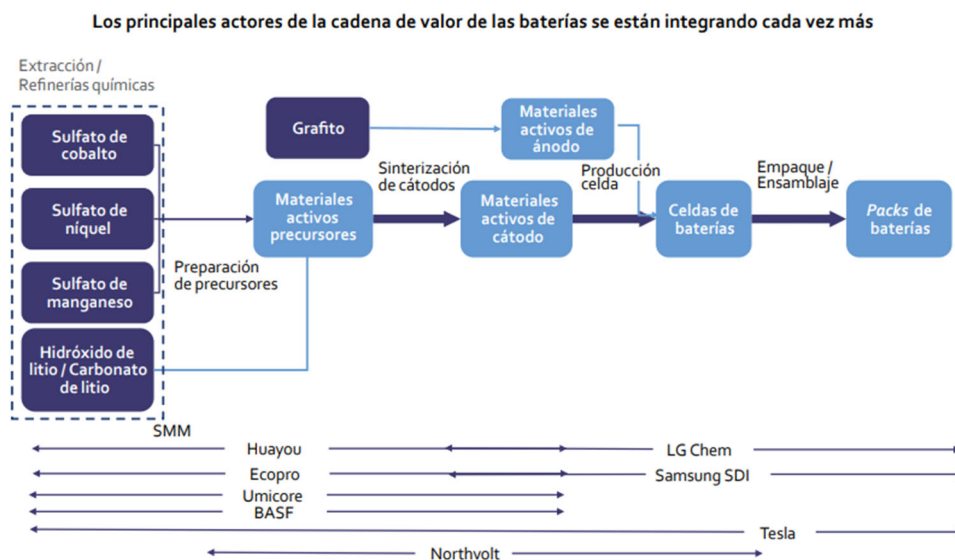 Los principales actores de la cadena de valor de las baterías se están integrando cada vez más
Extracción /
Refinerías químicas
Sulfato de
cobalto
Sulfato de
níquel
Sulfato de
manganeso
Hidróxido de
litio / Carbonato
de litio
Preparación
de precursores
Grafito
Materiales
activos
precursores
Sinterización
de cátodos
Materiales
activos de
ánodo
Materiales
activos de
cátodo
Producción
celda
Celdas de
baterías
Empaque /
Ensamblaje
Packs de
baterías
SMM
Huayou
LG Chem
Ecopro
Samsung SDI
Umicore
BASF
Tesla
Northvolt